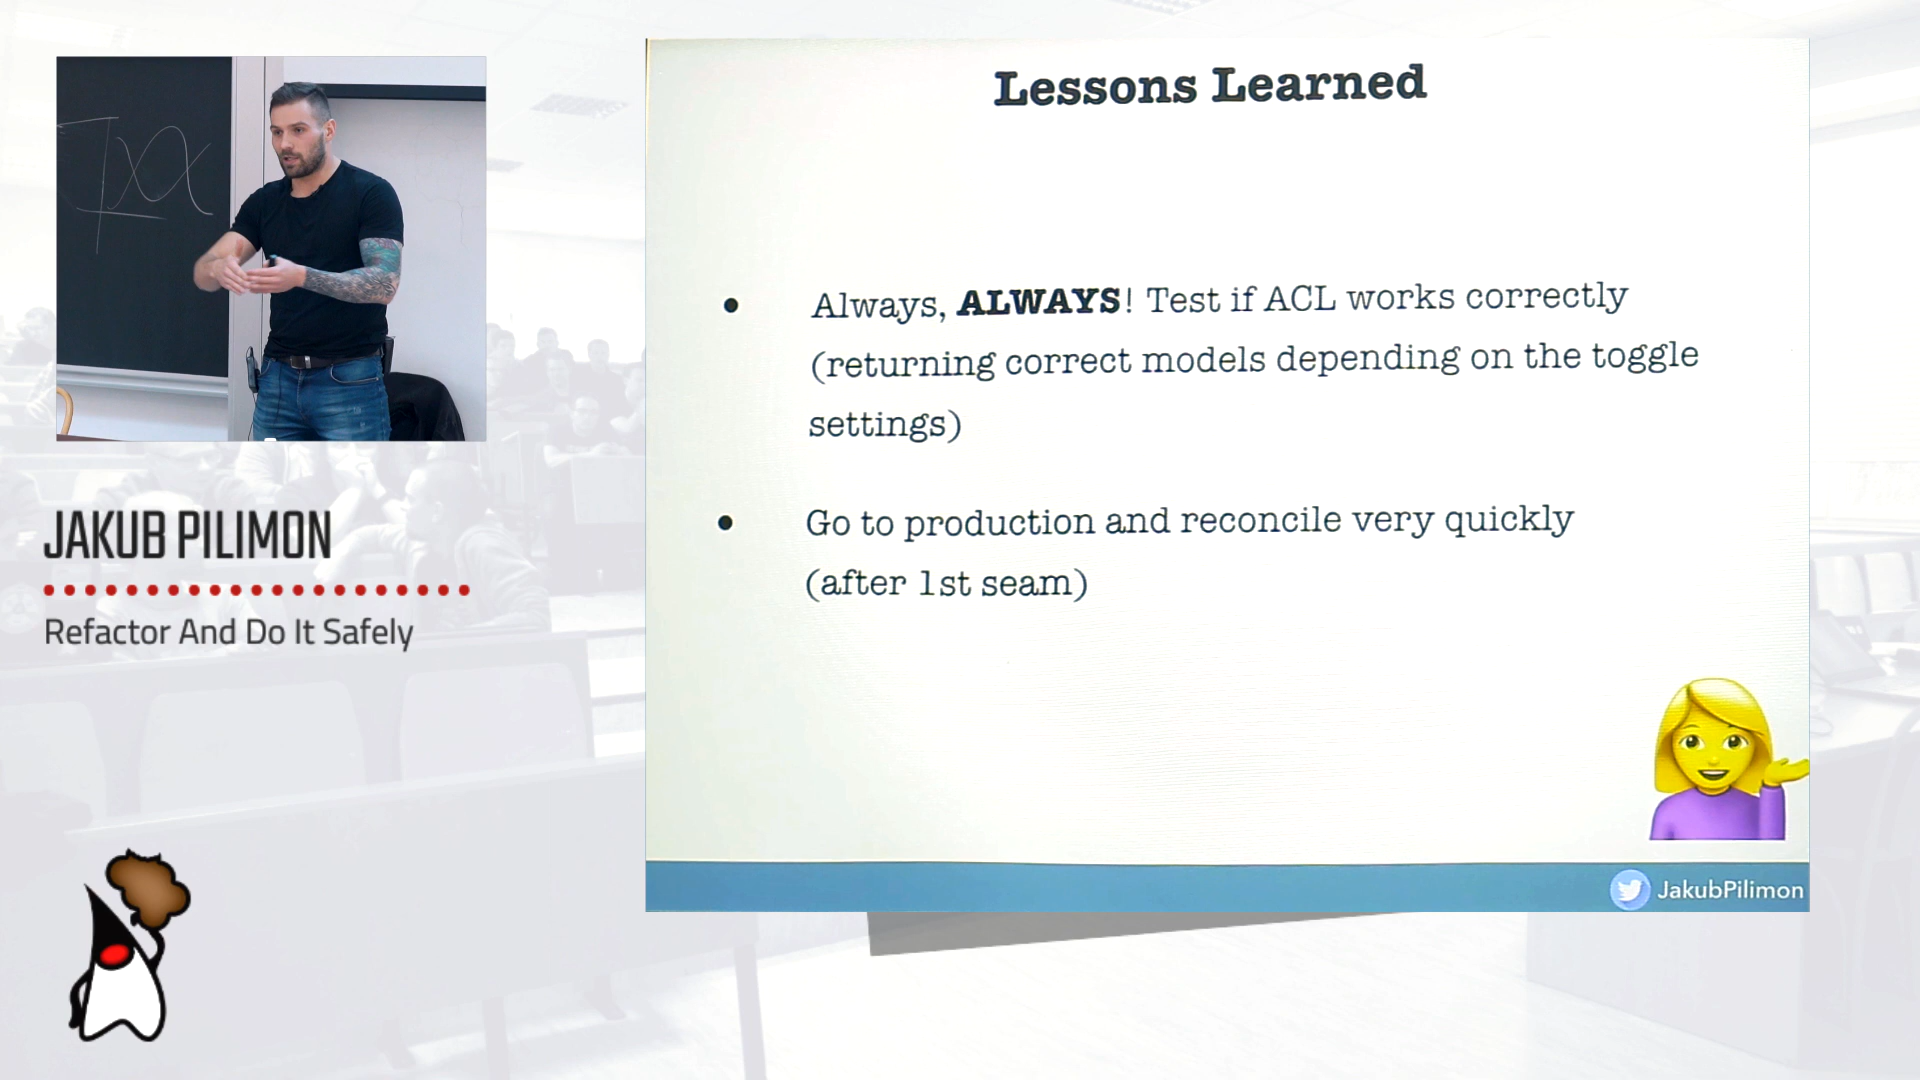 Lessons Learned
• Always, ALWAYS! Test if ACL works correctly
(returning correct models depending on the toggle
settings)
• Go to production and reconcile very quickly
(after 1st seam)
JakubPilimon
JAKUB PILIMON
Refactor And Do It Safely